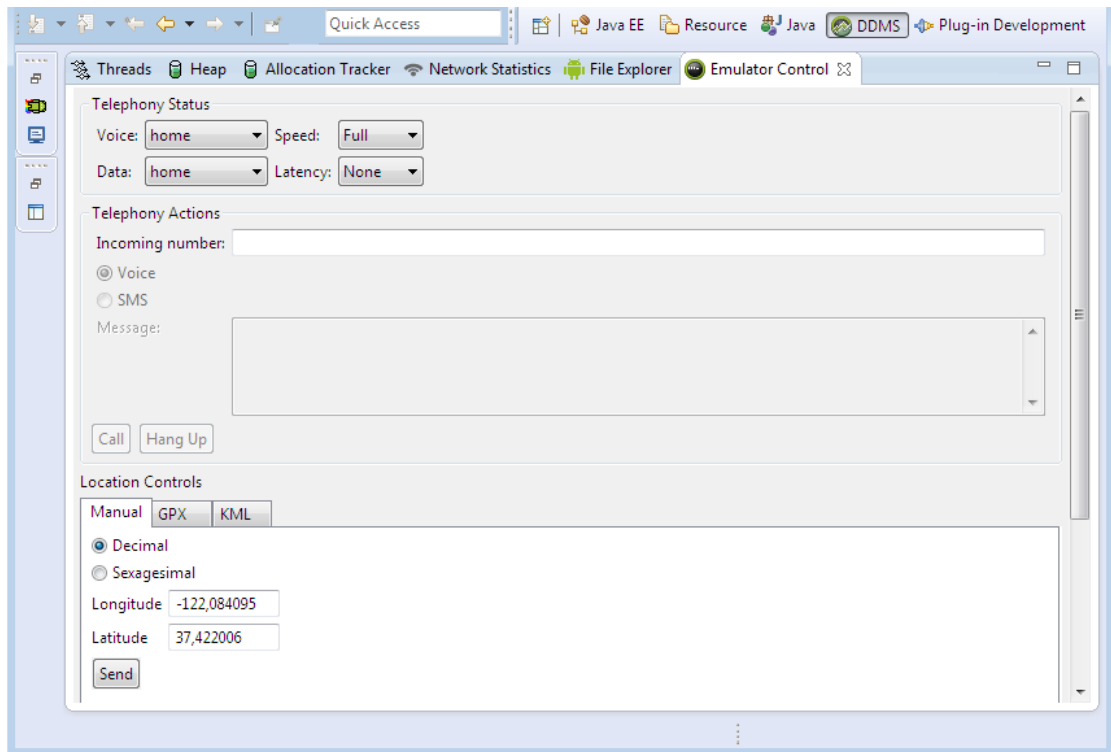 Quick Access Java EE Resource Java DDMS Plug-in Development
Threads Heap Allocation Tracker Network Statistics File Explorer Emulator Control
Telephony Status
Voice: home Speed: Full
Data: home Latency: None
Telephony Actions
Incoming number:
Voice
SMS
Message:
Call Hang Up
Location Controls
Manual GPX KML
Decimal
Sexagesimal
Longitude -122,084095
Latitude 37,422006
Send